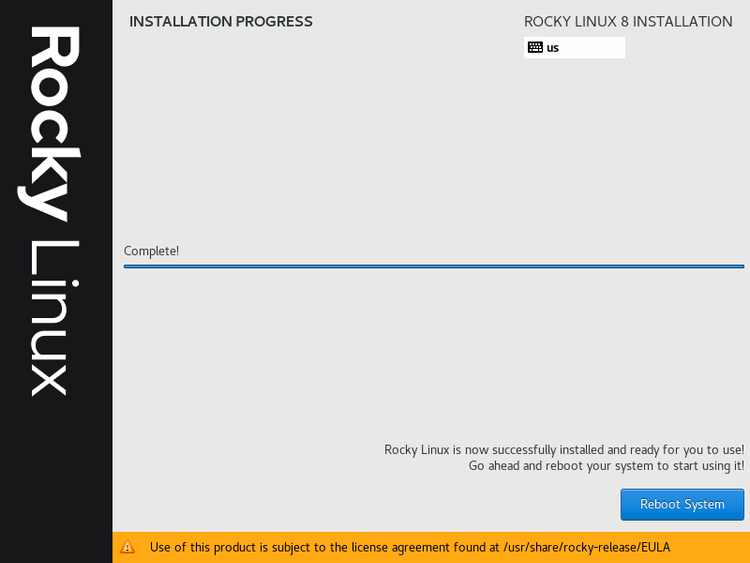 Rocky Linux
INSTALLATION PROGRESS
ROCKY LINUX 8 INSTALLATION
us
Complete!
Rocky Linux is now successfully installed and ready for you to use!
Go ahead and reboot your system to start using it!
Reboot System
Use of this product is subject to the license agreement found at /usr/share/rocky-release/EULA